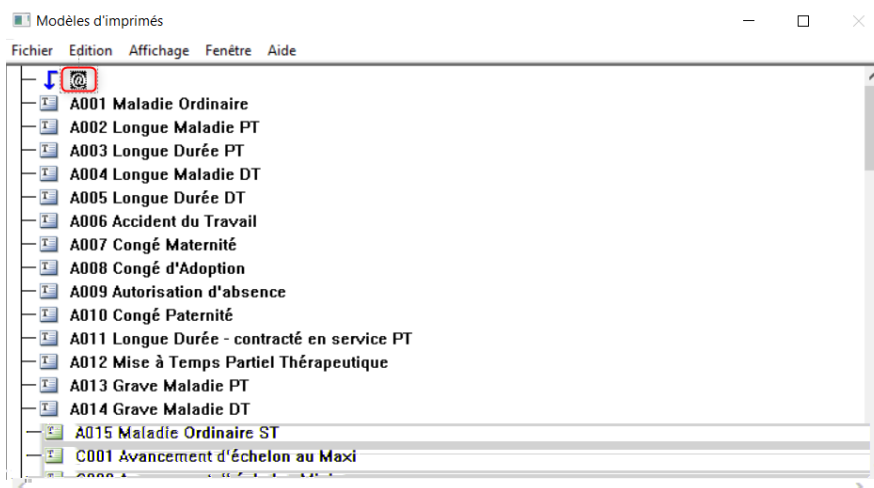 Modèles d'imprimés
Fichier Edition Affichage Fenêtre Aide
@
A001 Maladie Ordinaire
A002 Longue Maladie PT
A003 Longue Durée PT
A004 Longue Maladie DT
A005 Longue Durée DT
A006 Accident du Travail
A007 Congé Maternité
A008 Congé d'Adoption
A009 Autorisation d'absence
A010 Congé Paternité
A011 Longue Durée - contracté en service PT
A012 Mise à Temps Partiel Thérapeutique
A013 Grave Maladie PT
A014 Grave Maladie DT
A015 Maladie Ordinaire ST
C001 Avancement d'échelon au Maxi